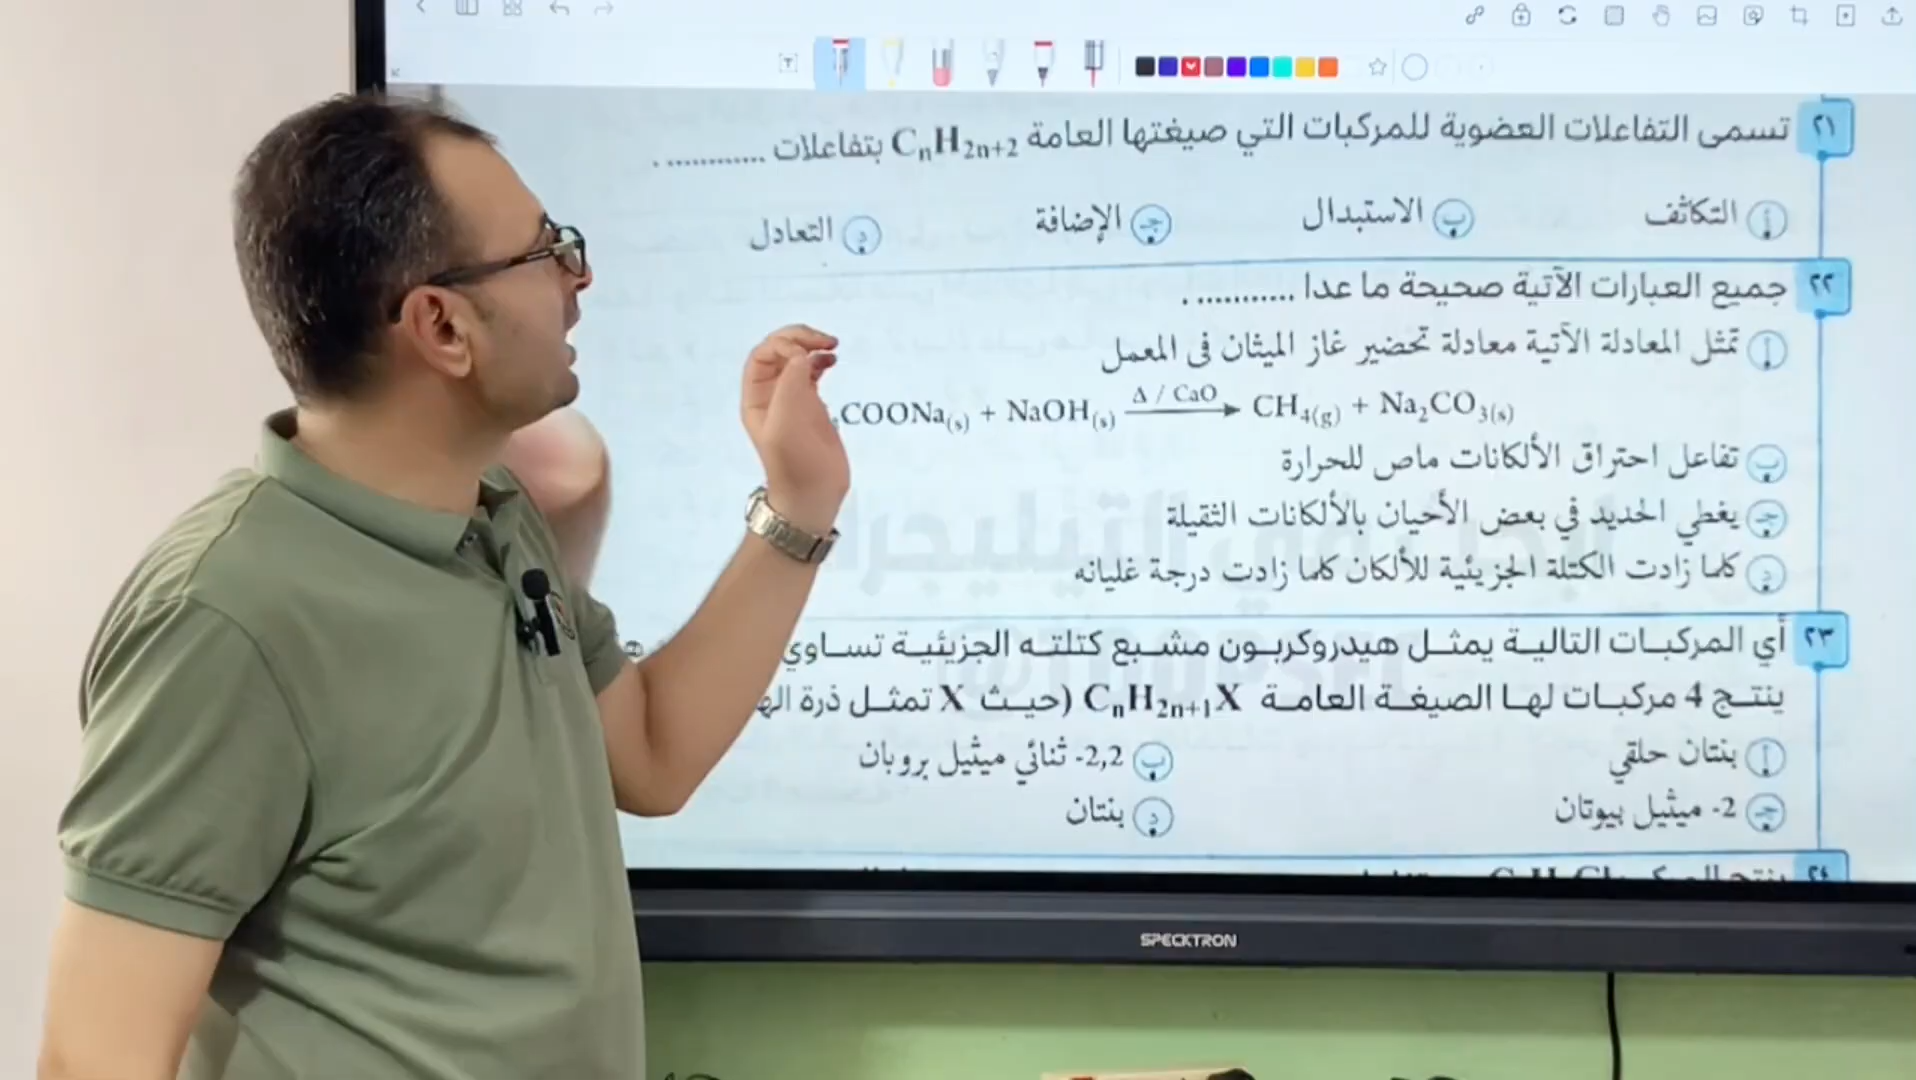 ٢١ تسمى التفاعلات العضوية للمركبات التي صيغتها العامة CnH2n+2 بتفاعلات ............ .
أ التكاثف ب الاستبدال جـ الإضافة د التعادل
٢٢ جميع العبارات الآتية صحيحة ما عدا ............ .
أ تمثل المعادلة الآتية معادلة تحضير غاز الميثان فى المعمل
COONa(s) + NaOH(s) Δ / CaO → CH4(g) + Na2CO3(s)
ب تفاعل احتراق الألكانات ماص للحرارة
جـ يغطي الحديد في بعض الأحيان بالألكانات الثقيلة
د كلما زادت الكتلة الجزيئية للألكان كلما زادت درجة غليانه
٢٣ أي المركبات التالية يمثل هيدروكربون مشبع كتلته الجزيئية تساوي
ينتج 4 مركبات لها الصيغة العامة CnH2n+1X (حيث X تمثل ذرة
أ بنتان حلقي ب 2,2- ثنائي ميثيل بروبان
جـ 2- ميثيل بيوتان د بنتان
٢٤
SPECKTRON